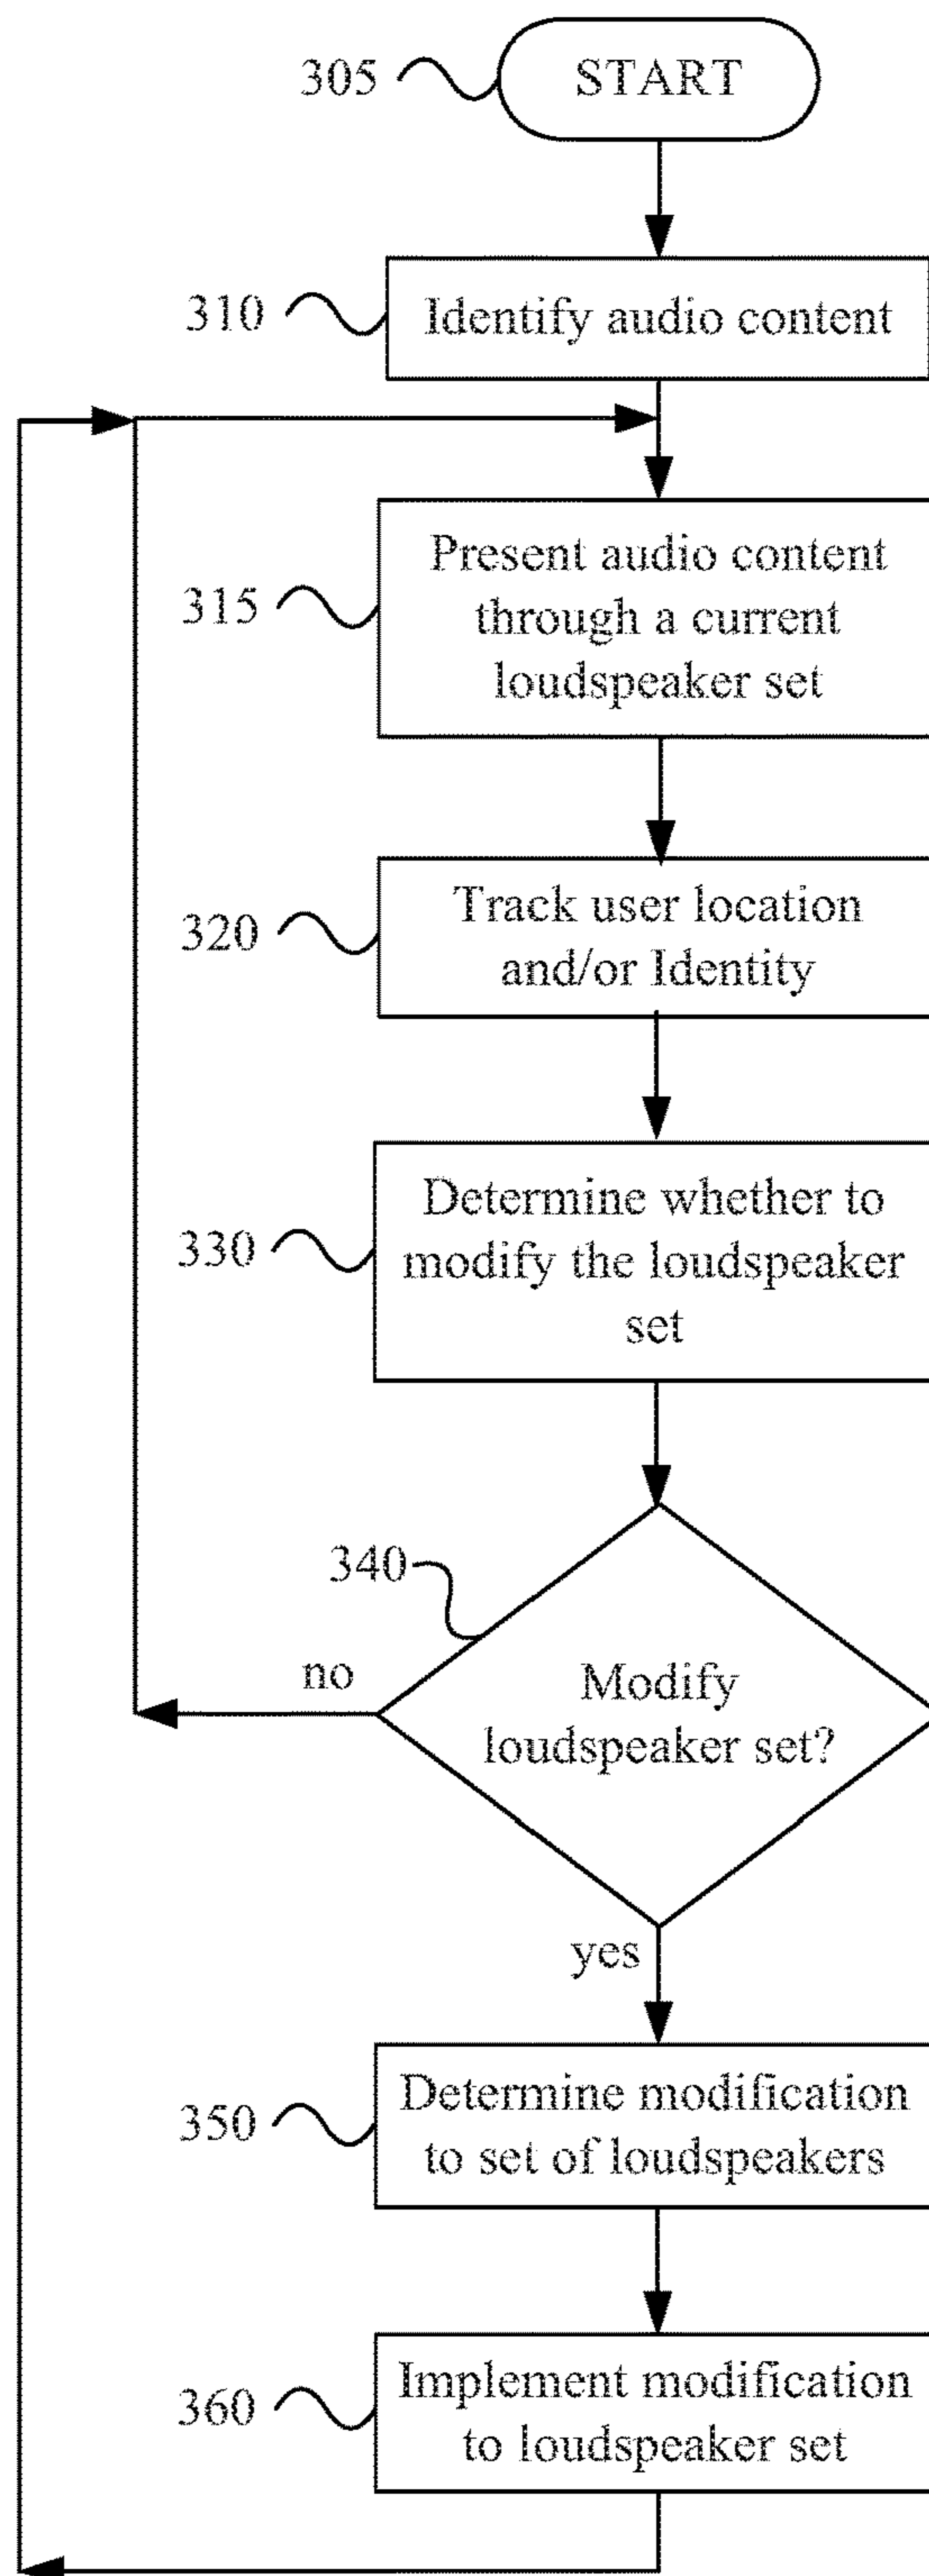 305
START
310
Identify audio content
315
Present audio content
through a current
loudspeaker set
320
Track user location
and/or Identity
330
Determine whether to
modify the loudspeaker
set
340
no
Modify
loudspeaker set?
yes
350
Determine modification
to set of loudspeakers
360
Implement modification
to loudspeaker set